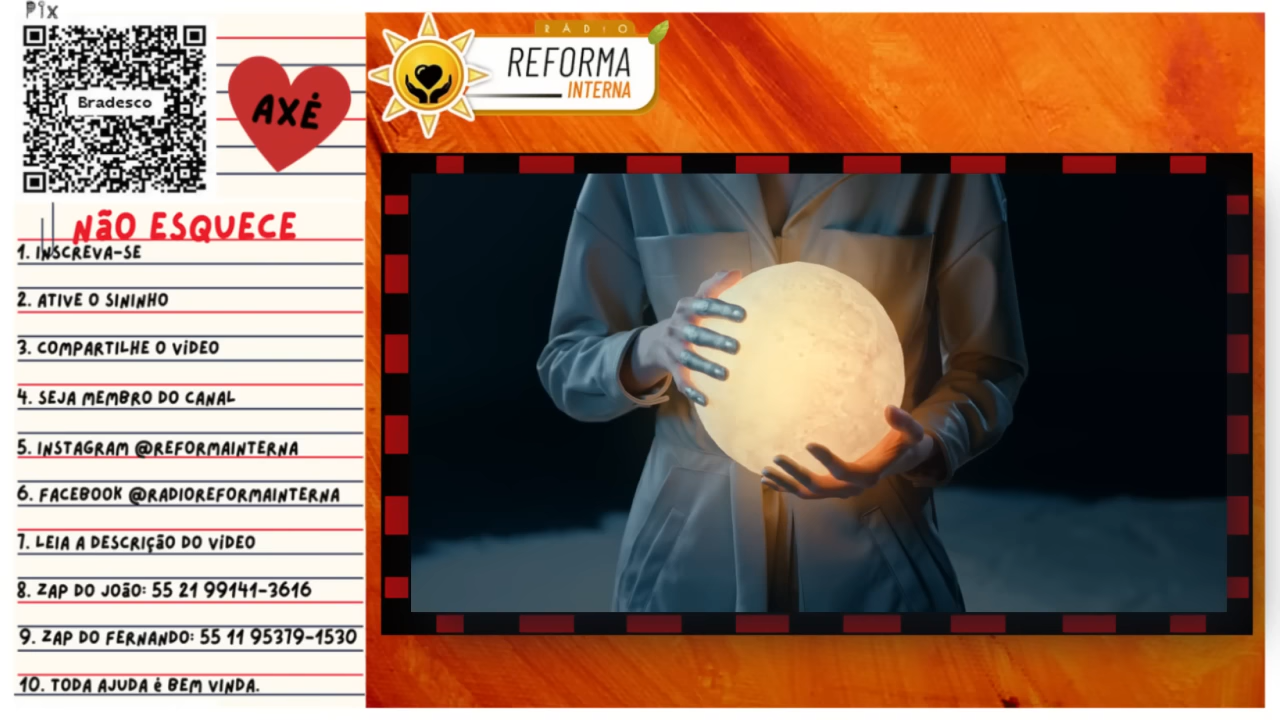 Pix
Bradesco
AXÉ
NÃO ESQUECE
1. INSCREVA-SE
2. ATIVE O SININHO
3. COMPARTILHE O VÍDEO
4. SEJA MEMBRO DO CANAL
5. INSTAGRAM @REFORMAINTERNA
6. FACEBOOK @RADIOREFORMAINTERNA
7. LEIA A DESCRIÇÃO DO VÍDEO
8. ZAP DO JOÃO: 55 21 99141-3616
9. ZAP DO FERNANDO: 55 11 95379-1530
10. TODA AJUDA É BEM VINDA.
RÁDIO
REFORMA
INTERNA